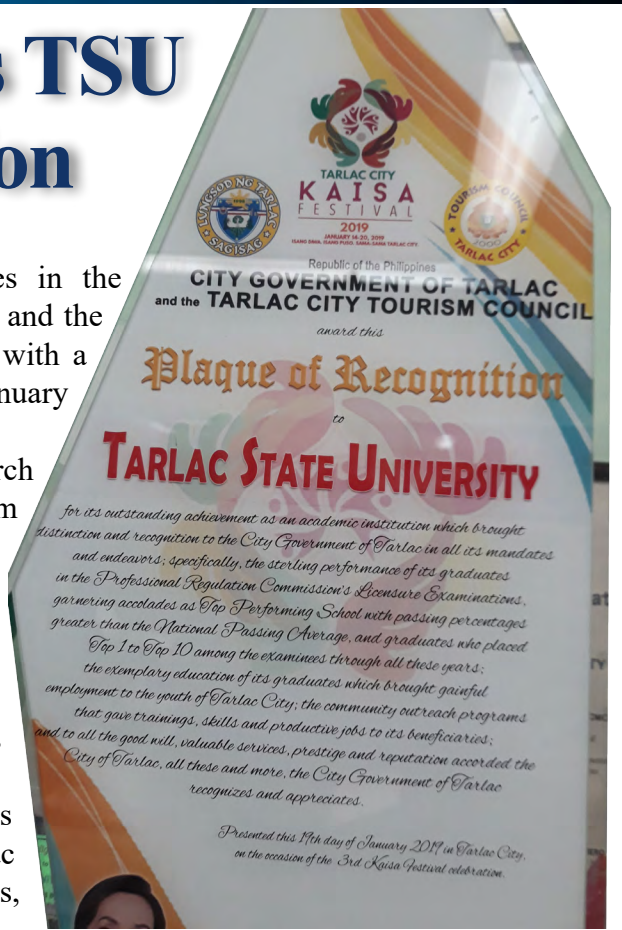 s TSU
on
es in the
and the
with a
nuary
rch
m
s
c
s,
TARLAC CITY
KAISA
FESTIVAL
2019
JANUARY 14-20, 2019
ISANG DIWA, ISANG PUSO, SAMA-SAMA TARLAC CITY.
LUNGSOD NG TARLAC
SAGISAG
TOURISM COUNCIL
TARLAC CITY
Republic of the Philippines
CITY GOVERNMENT OF TARLAC
and the TARLAC CITY TOURISM COUNCIL
award this
Plaque of Recognition
to
TARLAC STATE UNIVERSITY
for its outstanding achievement as an academic institution which brought
distinction and recognition to the City Government of Tarlac in all its mandates
and endeavors; specifically, the sterling performance of its graduates
in the Professional Regulation Commission's Licensure Examinations,
garnering accolades as Top Performing School with passing percentages
greater than the National Passing Average, and graduates who placed
Top 1 to Top 10 among the examinees through all these years;
the exemplary education of its graduates which brought gainful
employment to the youth of Tarlac City; the community outreach programs
that gave trainings, skills and productive jobs to its beneficiaries;
and to all the good will, valuable services, prestige and reputation accorded the
City of Tarlac, all these and more, the City Government of Tarlac
recognizes and appreciates.
Presented this 19th day of January 2019 in Tarlac City,
on the occasion of the 3rd Kaisa Festival celebration.